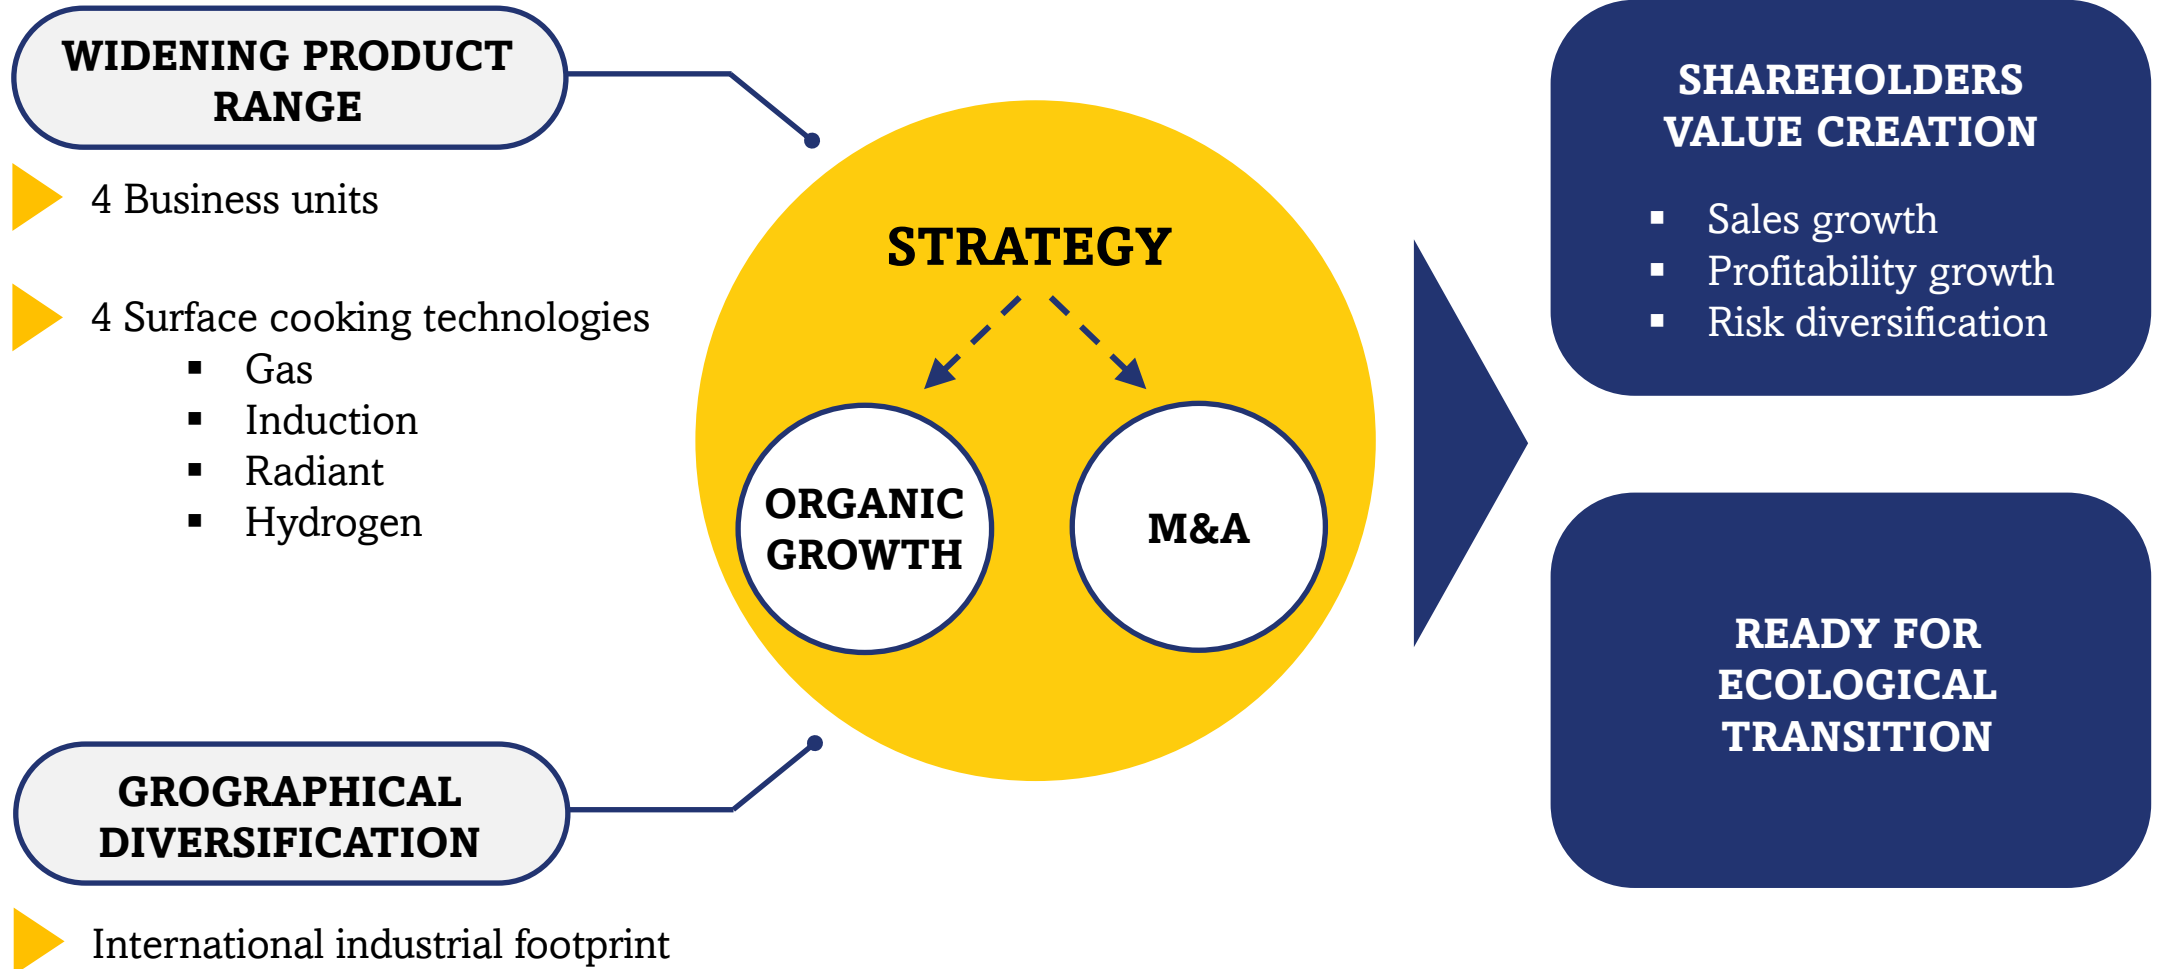 WIDENING PRODUCT
RANGE
4 Business units
4 Surface cooking technologies
▪ Gas
▪ Induction
▪ Radiant
▪ Hydrogen
GROGRAPHICAL
DIVERSIFICATION
International industrial footprint
STRATEGY
ORGANIC
GROWTH
M&A
SHAREHOLDERS
VALUE CREATION
▪ Sales growth
▪ Profitability growth
▪ Risk diversification
READY FOR
ECOLOGICAL
TRANSITION